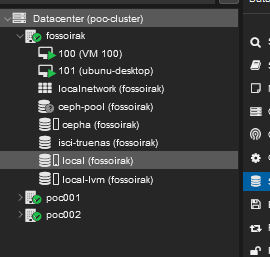 Datacenter (poc-cluster)
fossoirak
100 (VM 100)
101 (ubunu-desktop)
localnetwork (fossoirak)
ceph-pool (fossoirak)
cepha (fossoirak)
isci-truenas (fossoirak)
local (fossoirak)
local-lvm (fossoirak)
poc001
poc002